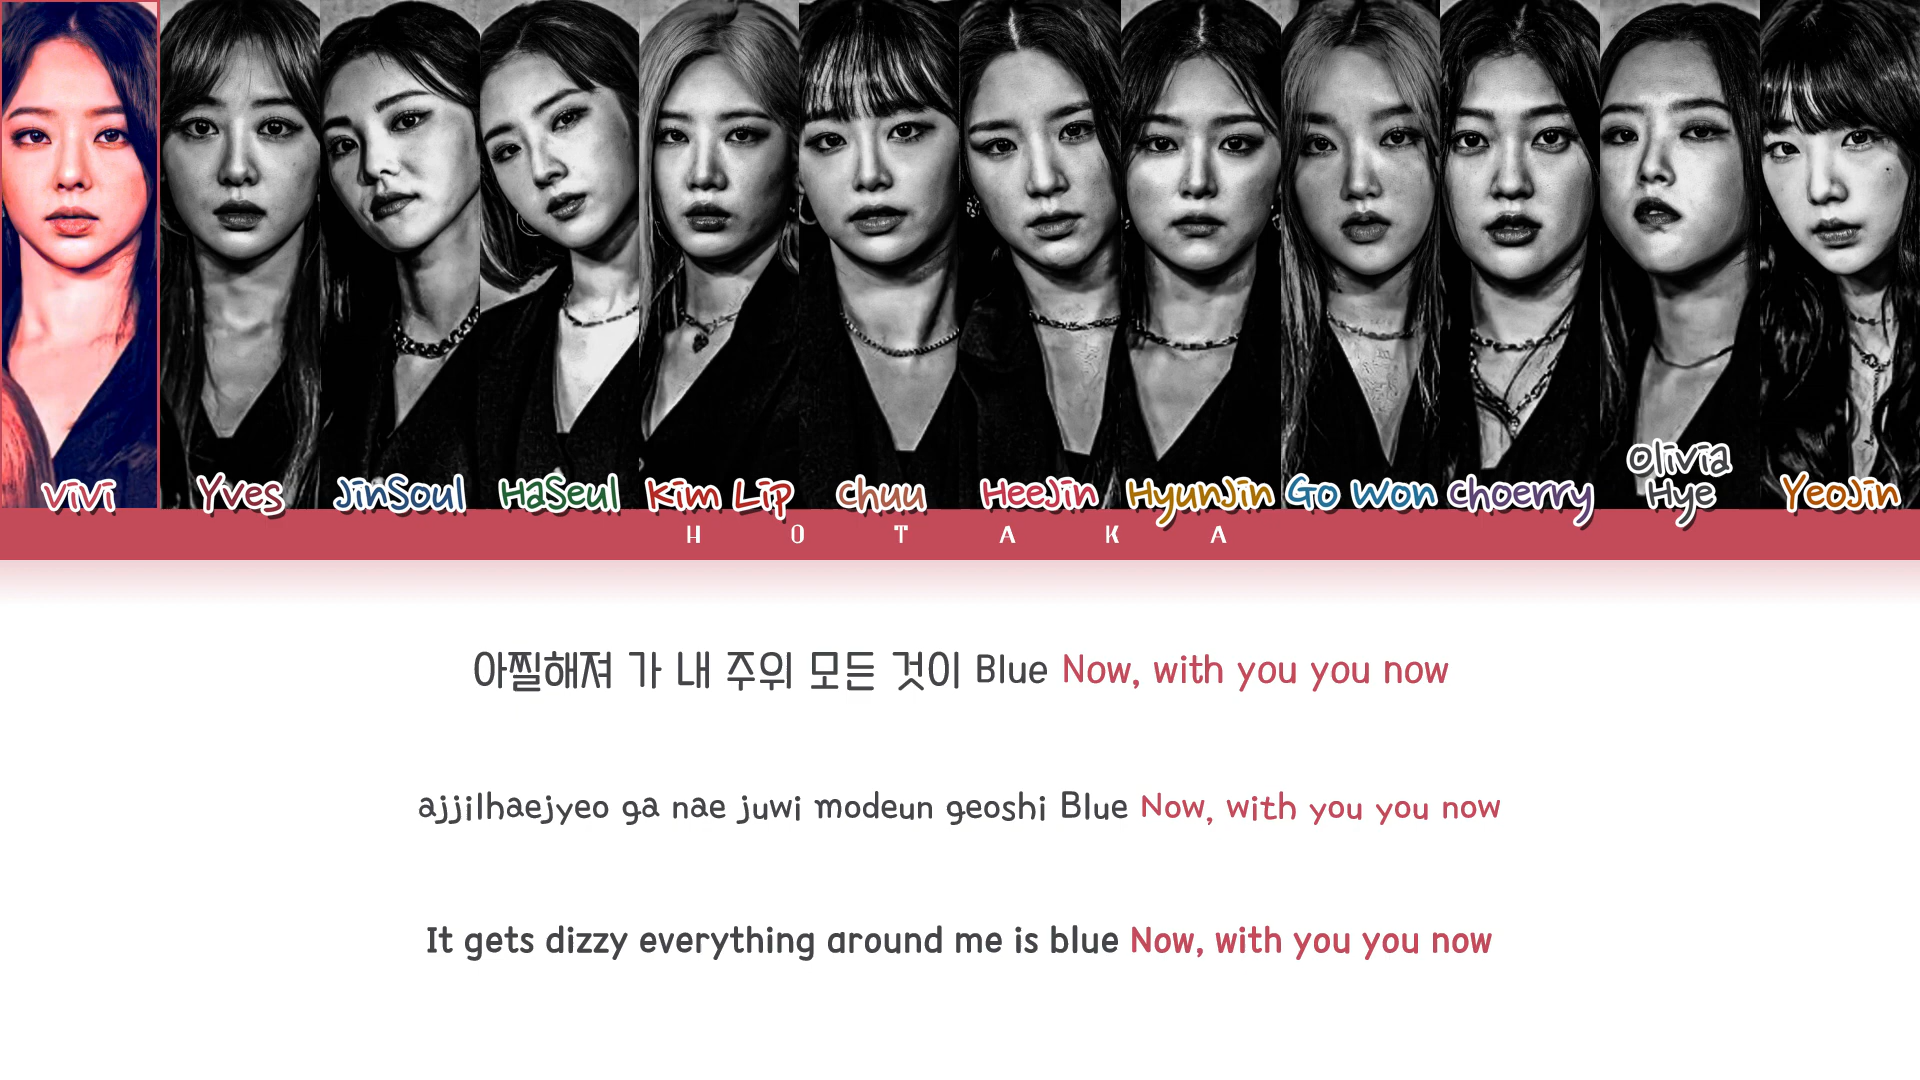 ViVi Yves JinSoul HaSeul Kim Lip Chuu HeeJin HyunJin Go Won Choerry Olivia Hye YeoJin
H O T A K A
아찔해져 가 내 주위 모든 것이 Blue Now, with you you now
ajjilhaejyeo ga nae juwi modeun geoshi Blue Now, with you you now
It gets dizzy everything around me is blue Now, with you you now